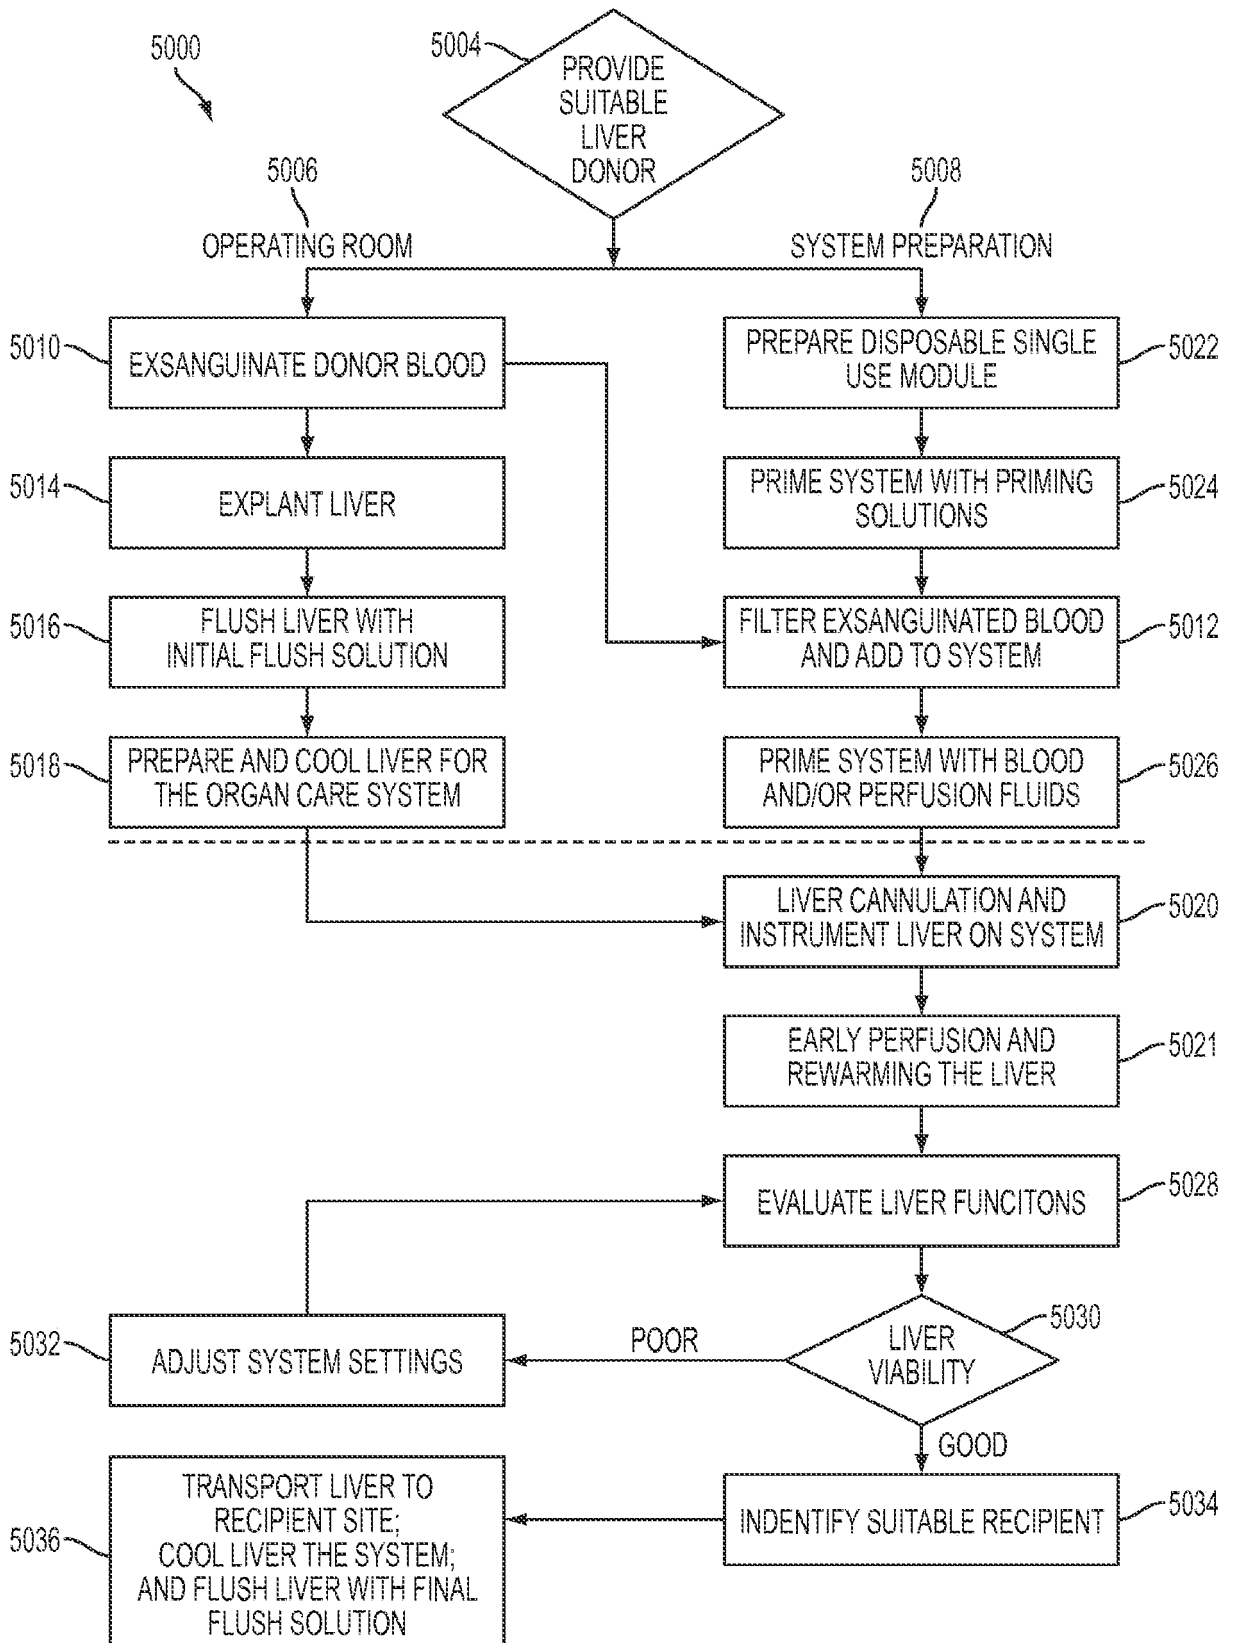 5000
5004
PROVIDE
SUITABLE
LIVER
DONOR
5006
OPERATING ROOM
5008
SYSTEM PREPARATION
5010
EXSANGUINATE DONOR BLOOD
PREPARE DISPOSABLE SINGLE
USE MODULE
5022
5014
EXPLANT LIVER
PRIME SYSTEM WITH PRIMING
SOLUTIONS
5024
5016
FLUSH LIVER WITH
INITIAL FLUSH SOLUTION
FILTER EXSANGUINATED BLOOD
AND ADD TO SYSTEM
5012
5018
PREPARE AND COOL LIVER FOR
THE ORGAN CARE SYSTEM
PRIME SYSTEM WITH BLOOD
AND/OR PERFUSION FLUIDS
5026
LIVER CANNULATION AND
INSTRUMENT LIVER ON SYSTEM
5020
EARLY PERFUSION AND
REWARMING THE LIVER
5021
EVALUATE LIVER FUNCITONS
5028
5030
LIVER
VIABILITY
POOR
5032
ADJUST SYSTEM SETTINGS
GOOD
INDENTIFY SUITABLE RECIPIENT
5034
5036
TRANSPORT LIVER TO
RECIPIENT SITE;
COOL LIVER THE SYSTEM;
AND FLUSH LIVER WITH FINAL
FLUSH SOLUTION